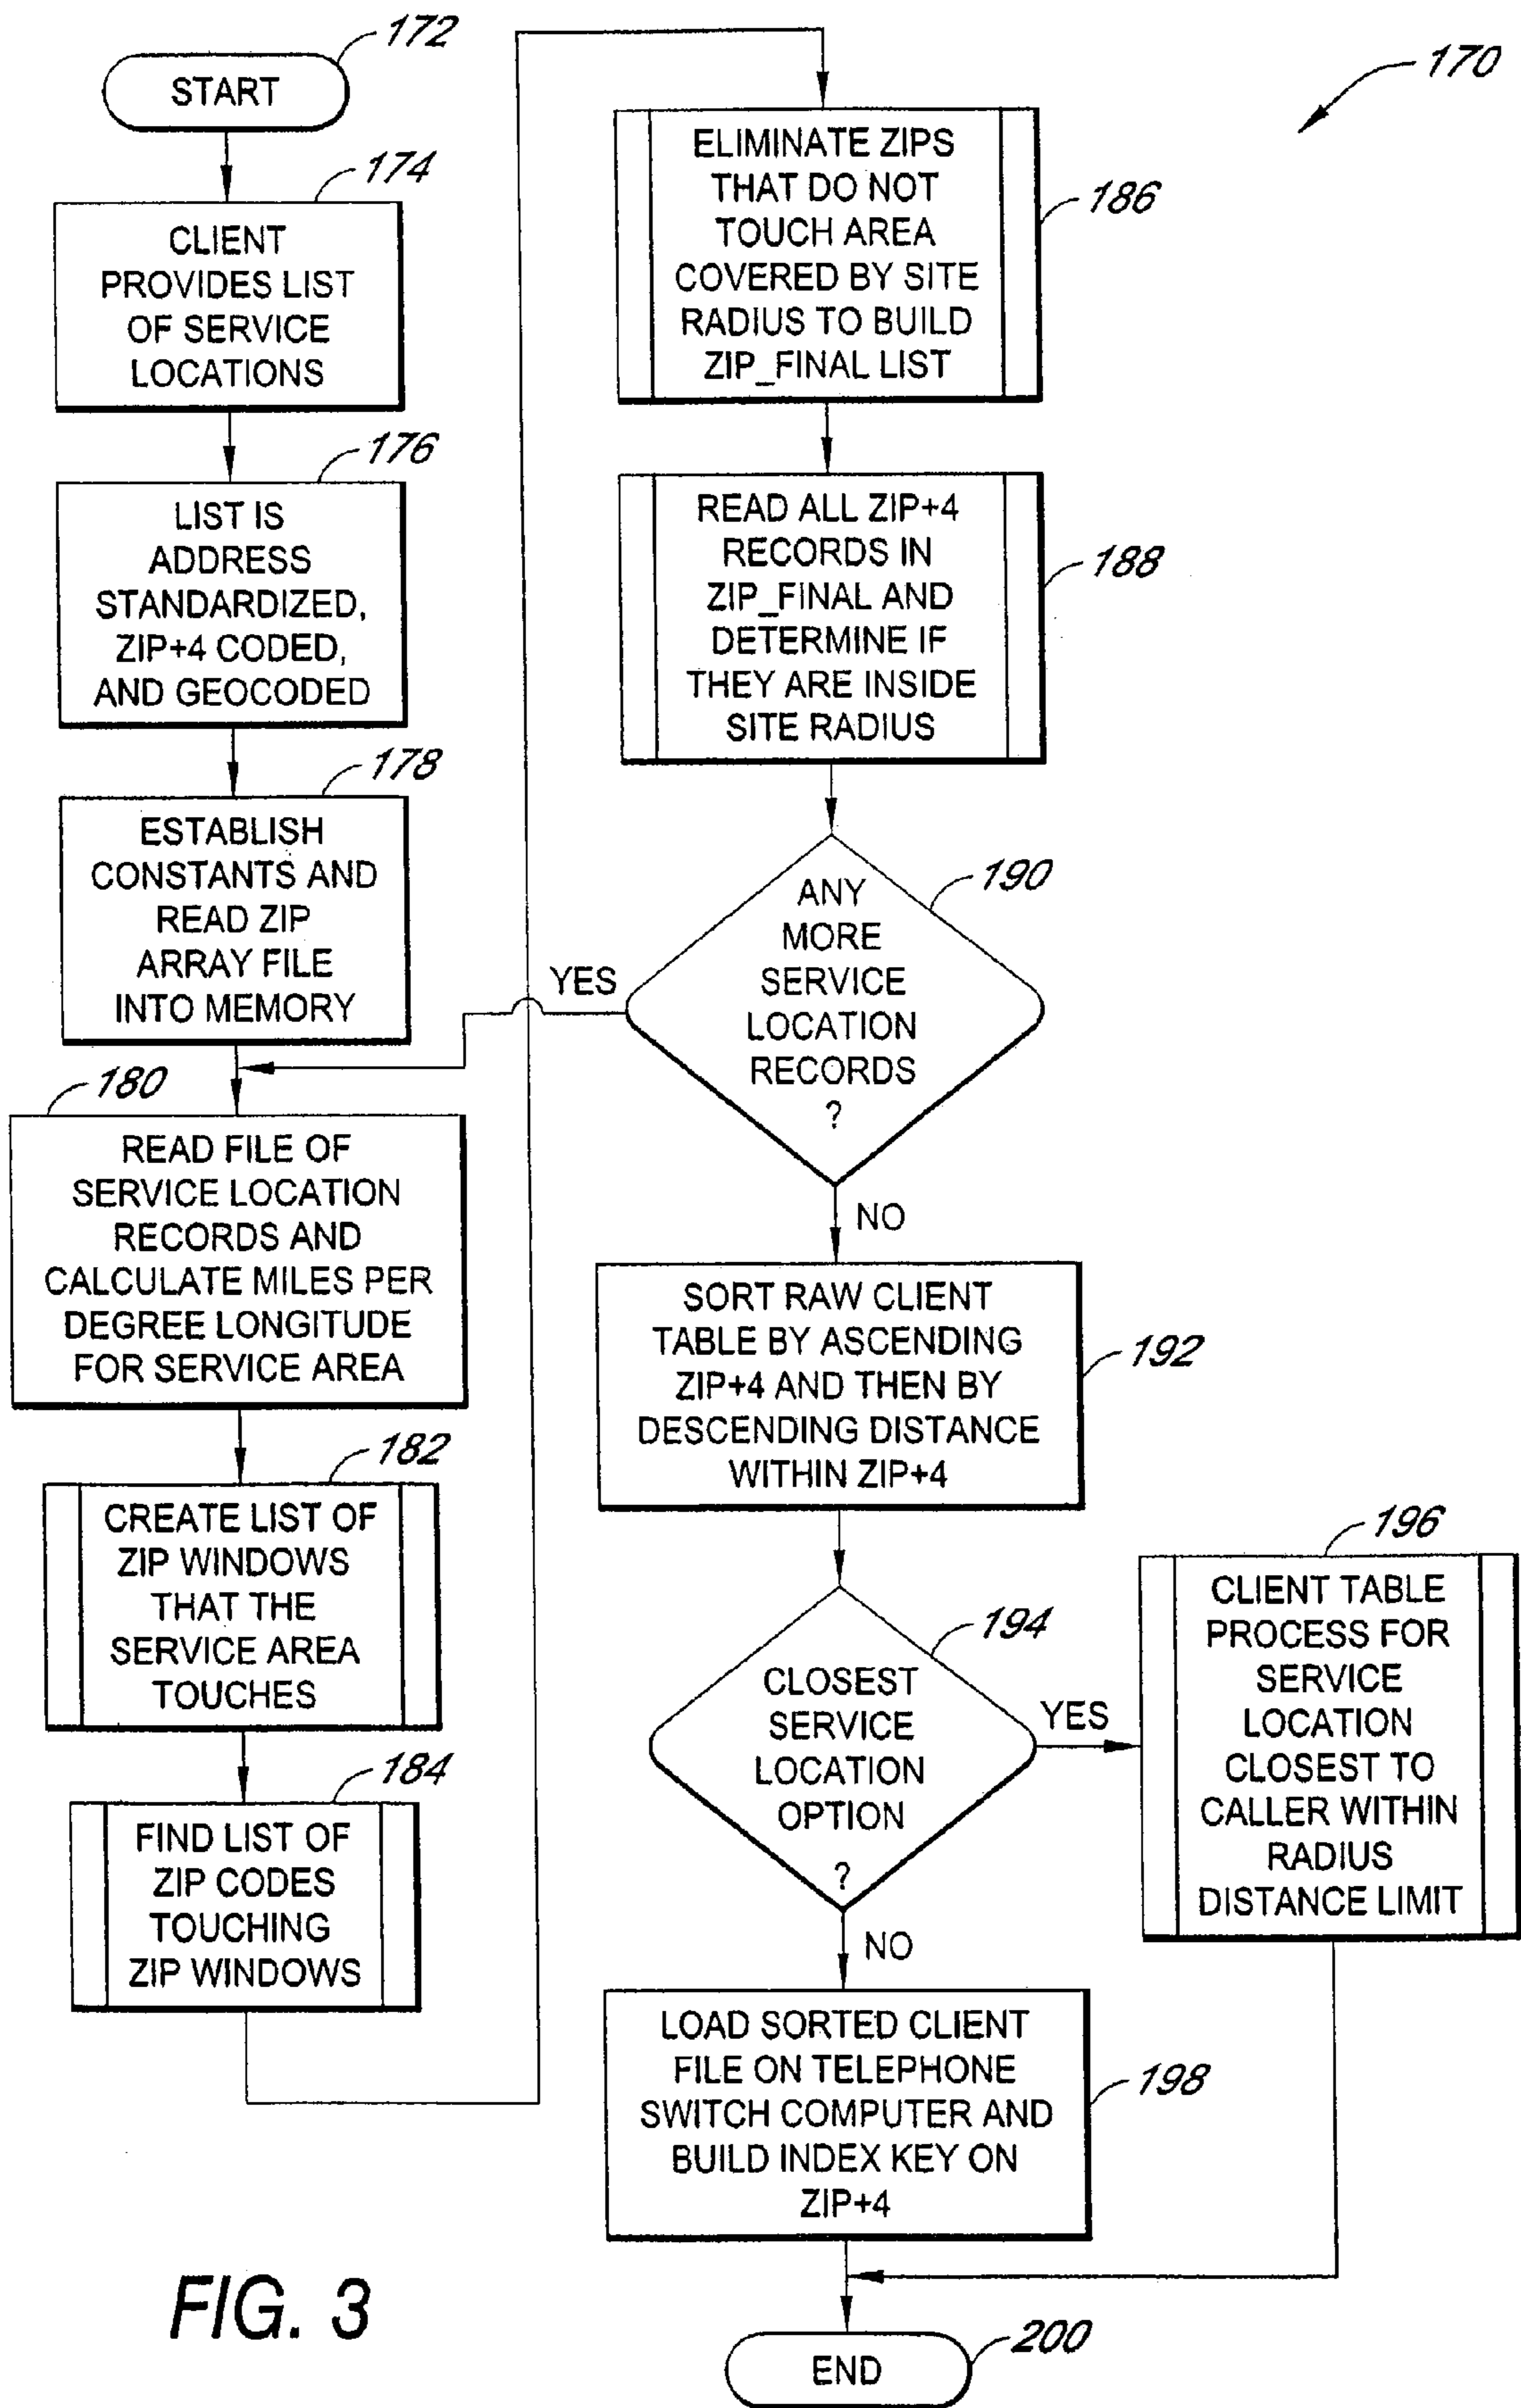 172
START
174
CLIENT
PROVIDES LIST
OF SERVICE
LOCATIONS
176
LIST IS
ADDRESS
STANDARDIZED,
ZIP+4 CODED,
AND GEOCODED
178
ESTABLISH
CONSTANTS AND
READ ZIP
ARRAY FILE
INTO MEMORY
180
READ FILE OF
SERVICE LOCATION
RECORDS AND
CALCULATE MILES PER
DEGREE LONGITUDE
FOR SERVICE AREA
182
CREATE LIST OF
ZIP WINDOWS
THAT THE
SERVICE AREA
TOUCHES
184
FIND LIST OF
ZIP CODES
TOUCHING
ZIP WINDOWS
170
ELIMINATE ZIPS
THAT DO NOT
TOUCH AREA
COVERED BY SITE
RADIUS TO BUILD
ZIP_FINAL LIST
186
READ ALL ZIP+4
RECORDS IN
ZIP_FINAL AND
DETERMINE IF
THEY ARE INSIDE
SITE RADIUS
188
ANY
MORE
SERVICE
LOCATION
RECORDS
?
190
YES
NO
SORT RAW CLIENT
TABLE BY ASCENDING
ZIP+4 AND THEN BY
DESCENDING DISTANCE
WITHIN ZIP+4
192
CLOSEST
SERVICE
LOCATION
OPTION
?
194
YES
196
CLIENT TABLE
PROCESS FOR
SERVICE
LOCATION
CLOSEST TO
CALLER WITHIN
RADIUS
DISTANCE LIMIT
NO
LOAD SORTED CLIENT
FILE ON TELEPHONE
SWITCH COMPUTER AND
BUILD INDEX KEY ON
ZIP+4
198
END
200
FIG. 3